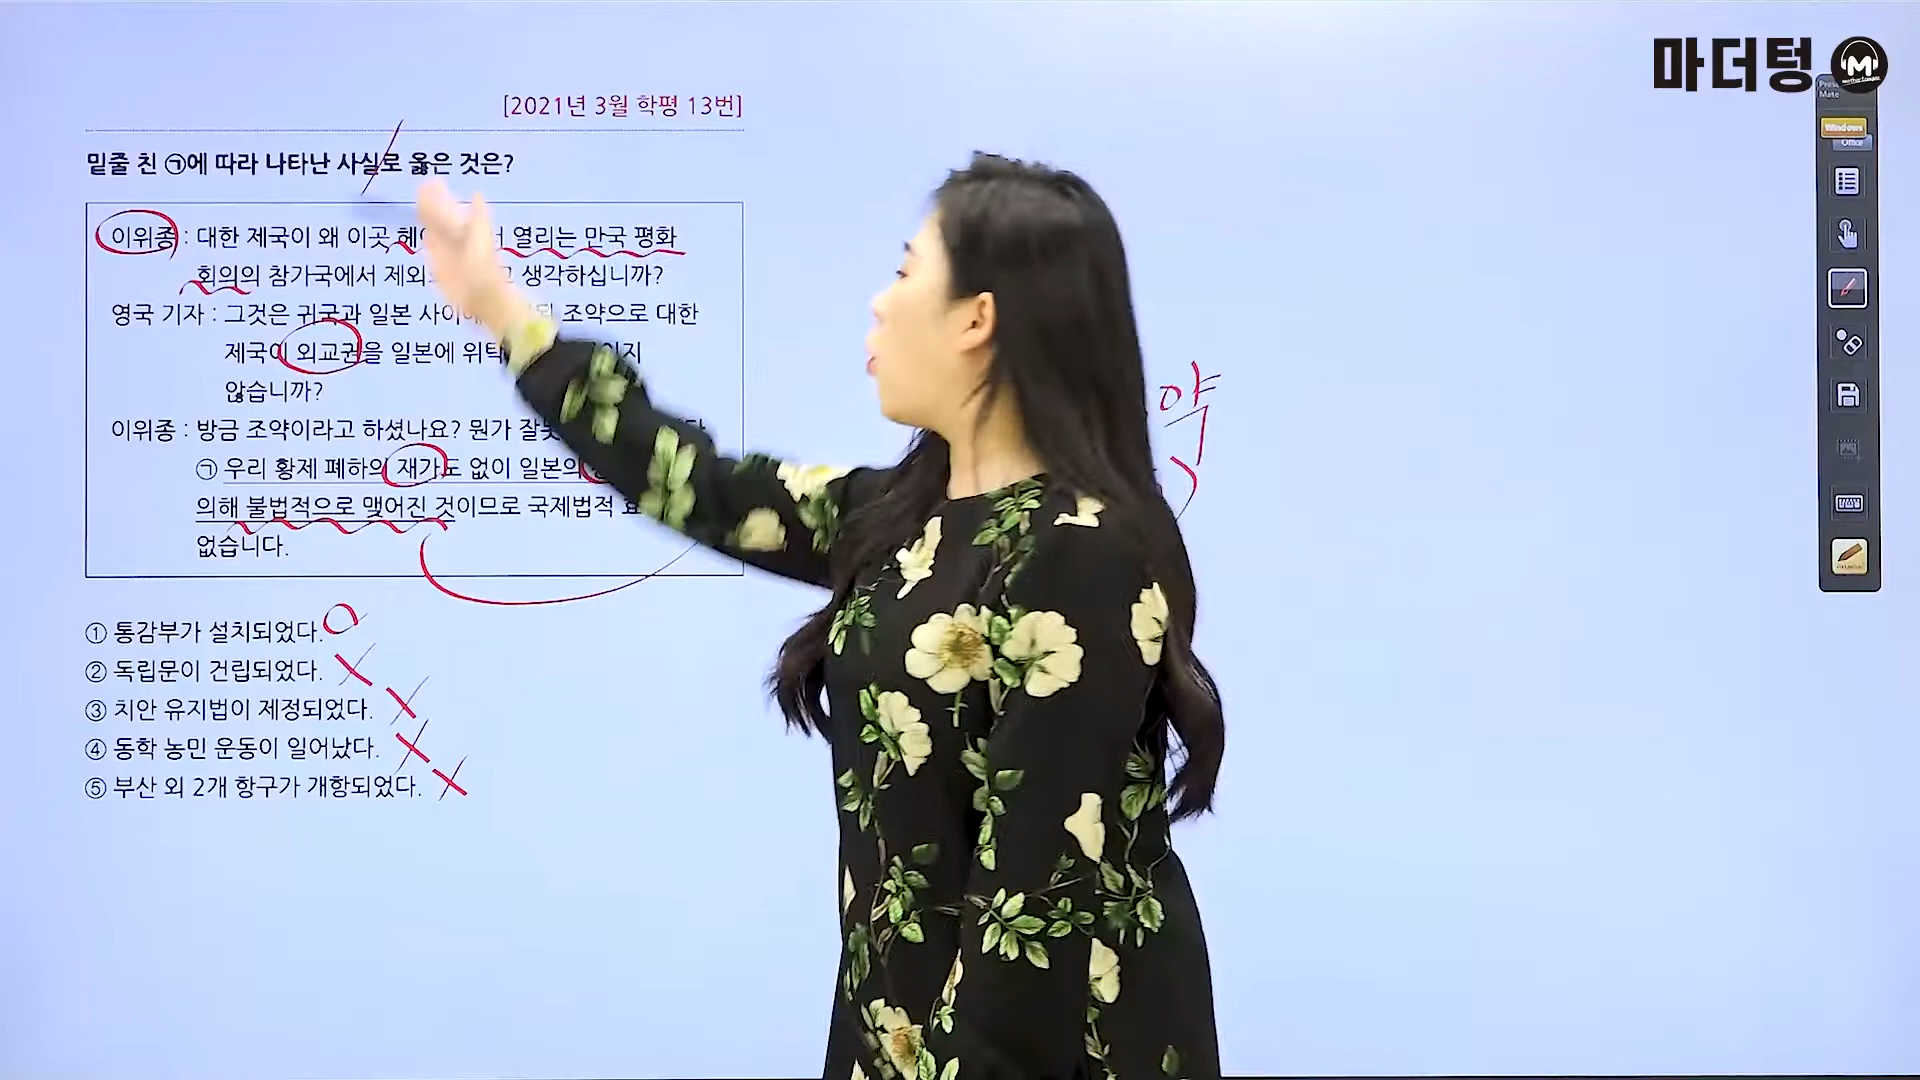 마더텅
M
Windows
Office
[2021년 3월 학평 13번]
밑줄 친 ㉠에 따라 나타난 사실로 옳은 것은?
이위종 : 대한 제국이 왜 이곳 헤이 열리는 만국 평화
회의의 참가국에서 제외 생각하십니까?
영국 기자 : 그것은 귀국과 일본 사이에 조약으로 대한
제국이 외교권을 일본에 위탁
않습니까?
이위종 : 방금 조약이라고 하셨나요? 뭔가 잘못
㉠ 우리 황제 폐하의 재가도 없이 일본의
의해 불법적으로 맺어진 것이므로 국제법적
없습니다.
약
① 통감부가 설치되었다.
② 독립문이 건립되었다.
③ 치안 유지법이 제정되었다.
④ 동학 농민 운동이 일어났다.
⑤ 부산 외 2개 항구가 개항되었다.